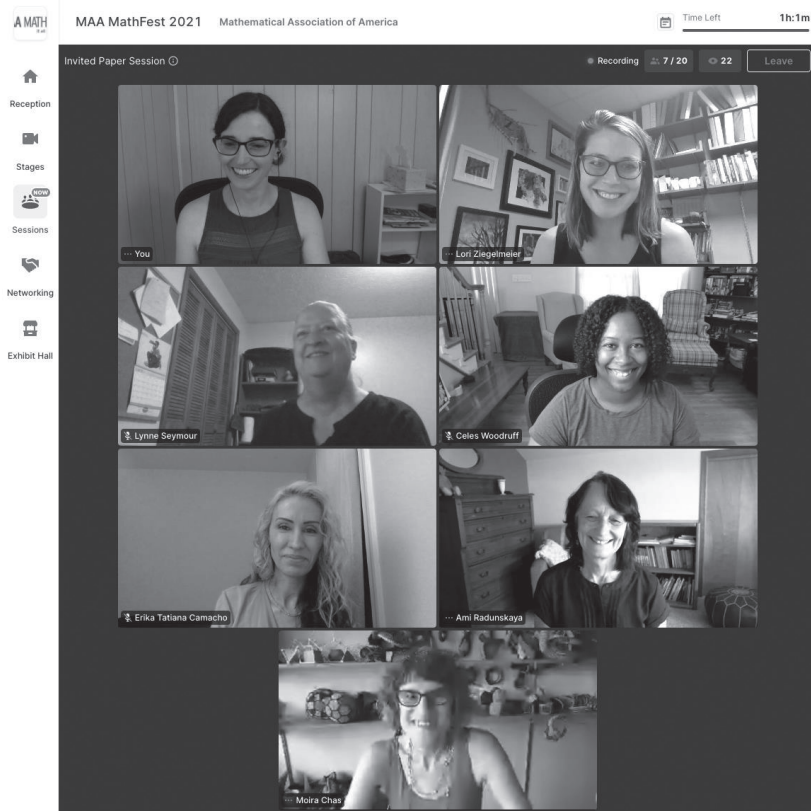 A MATH
MAA MathFest 2021 Mathematical Association of America
Time Left 1h:1m
Invited Paper Session
Recording 7 / 20 22 Leave
Reception
Stages
NOW
Sessions
Networking
Exhibit Hall
··· You
··· Lori Ziegelmeier
Lynne Seymour
Celes Woodruff
Erika Tatiana Camacho
··· Ami Radunskaya
··· Moira Chas